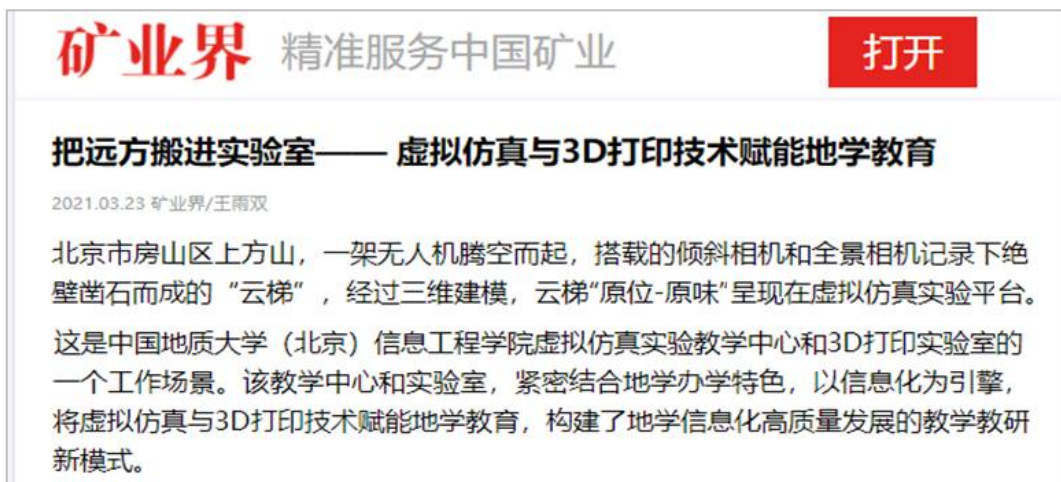 矿业界 精准服务中国矿业 打开
把远方搬进实验室—— 虚拟仿真与3D打印技术赋能地学教育
2021.03.23 矿业界/王雨双
北京市房山区上方山，一架无人机腾空而起，搭载的倾斜相机和全景相机记录下绝
壁凿石而成的“云梯”，经过三维建模，云梯“原位-原味"呈现在虚拟仿真实验平台。
这是中国地质大学（北京）信息工程学院虚拟仿真实验教学中心和3D打印实验室的
一个工作场景。该教学中心和实验室，紧密结合地学办学特色，以信息化为引擎，
将虚拟仿真与3D打印技术赋能地学教育，构建了地学信息化高质量发展的教学教研
新模式。